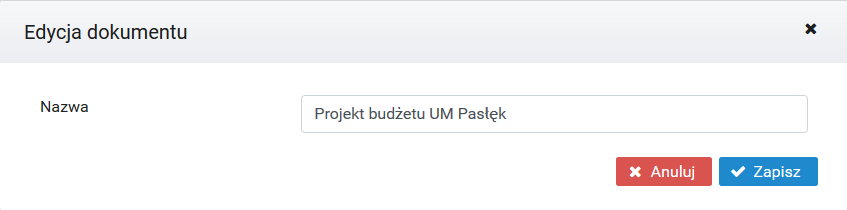 Edycja dokumentu
Nazwa
Projekt budżetu UM Pasłęk
Anuluj
Zapisz